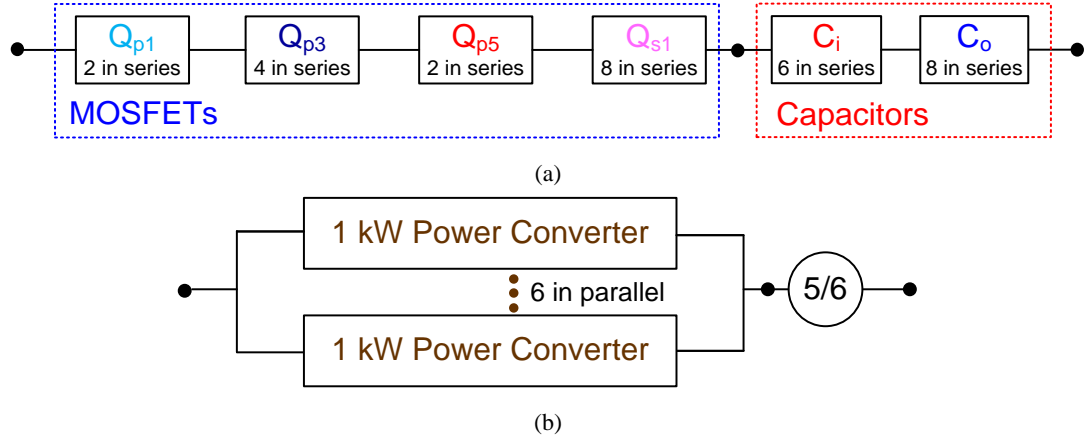 Qp1 Qp3 Qp5 Qs1 Ci Co
2 in series 4 in series 2 in series 8 in series 6 in series 8 in series
MOSFETs Capacitors
(a)
1 kW Power Converter
6 in parallel 5/6
1 kW Power Converter
(b)